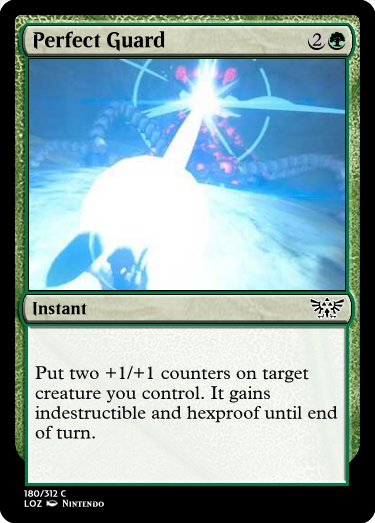 Perfect Guard 2
Instant
Put two +1/+1 counters on target
creature you control. It gains
indestructible and hexproof until end
of turn.
180/312 C
LOZ Nintendo